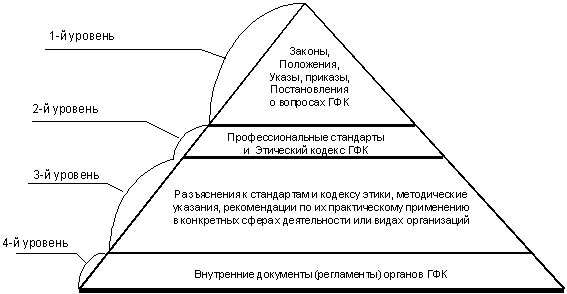 1-й уровень
Законы,
Положения,
Указы, приказы,
Постановления
о вопросах ГФК
2-й уровень
Профессиональные стандарты
и Этический кодекс ГФК
3-й уровень
Разъяснения к стандартам и кодексу этики, методические
указания, рекомендации по их практическому применению
в конкретных сферах деятельности или видах организаций
4-й уровень
Внутренние документы (регламенты) органов ГФК